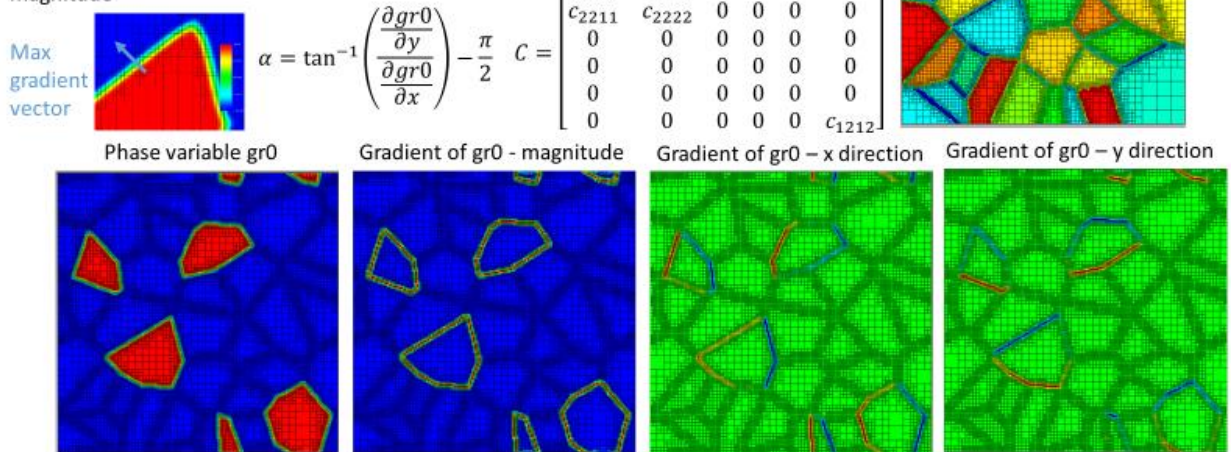 magnitude
Max
gradient
vector
α = tan⁻¹ ( (∂gr0/∂y) / (∂gr0/∂x) ) − π/2
C =
c₂₂₁₁ c₂₂₂₂ 0 0 0 0
0 0 0 0 0 0
0 0 0 0 0 0
0 0 0 0 0 0
0 0 0 0 0 c₁₂₁₂
Phase variable gr0
Gradient of gr0 - magnitude
Gradient of gr0 – x direction
Gradient of gr0 – y direction